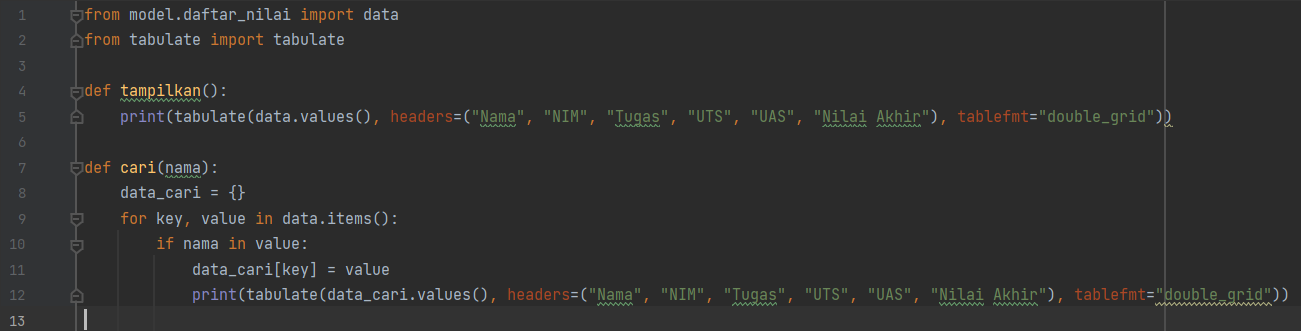 1 from model.daftar_nilai import data
2 from tabulate import tabulate
3
4 def tampilkan():
5     print(tabulate(data.values(), headers=("Nama", "NIM", "Tugas", "UTS", "UAS", "Nilai Akhir"), tablefmt="double_grid"))
6
7 def cari(nama):
8     data_cari = {}
9     for key, value in data.items():
10         if nama in value:
11             data_cari[key] = value
12             print(tabulate(data_cari.values(), headers=("Nama", "NIM", "Tugas", "UTS", "UAS", "Nilai Akhir"), tablefmt="double_grid"))
13